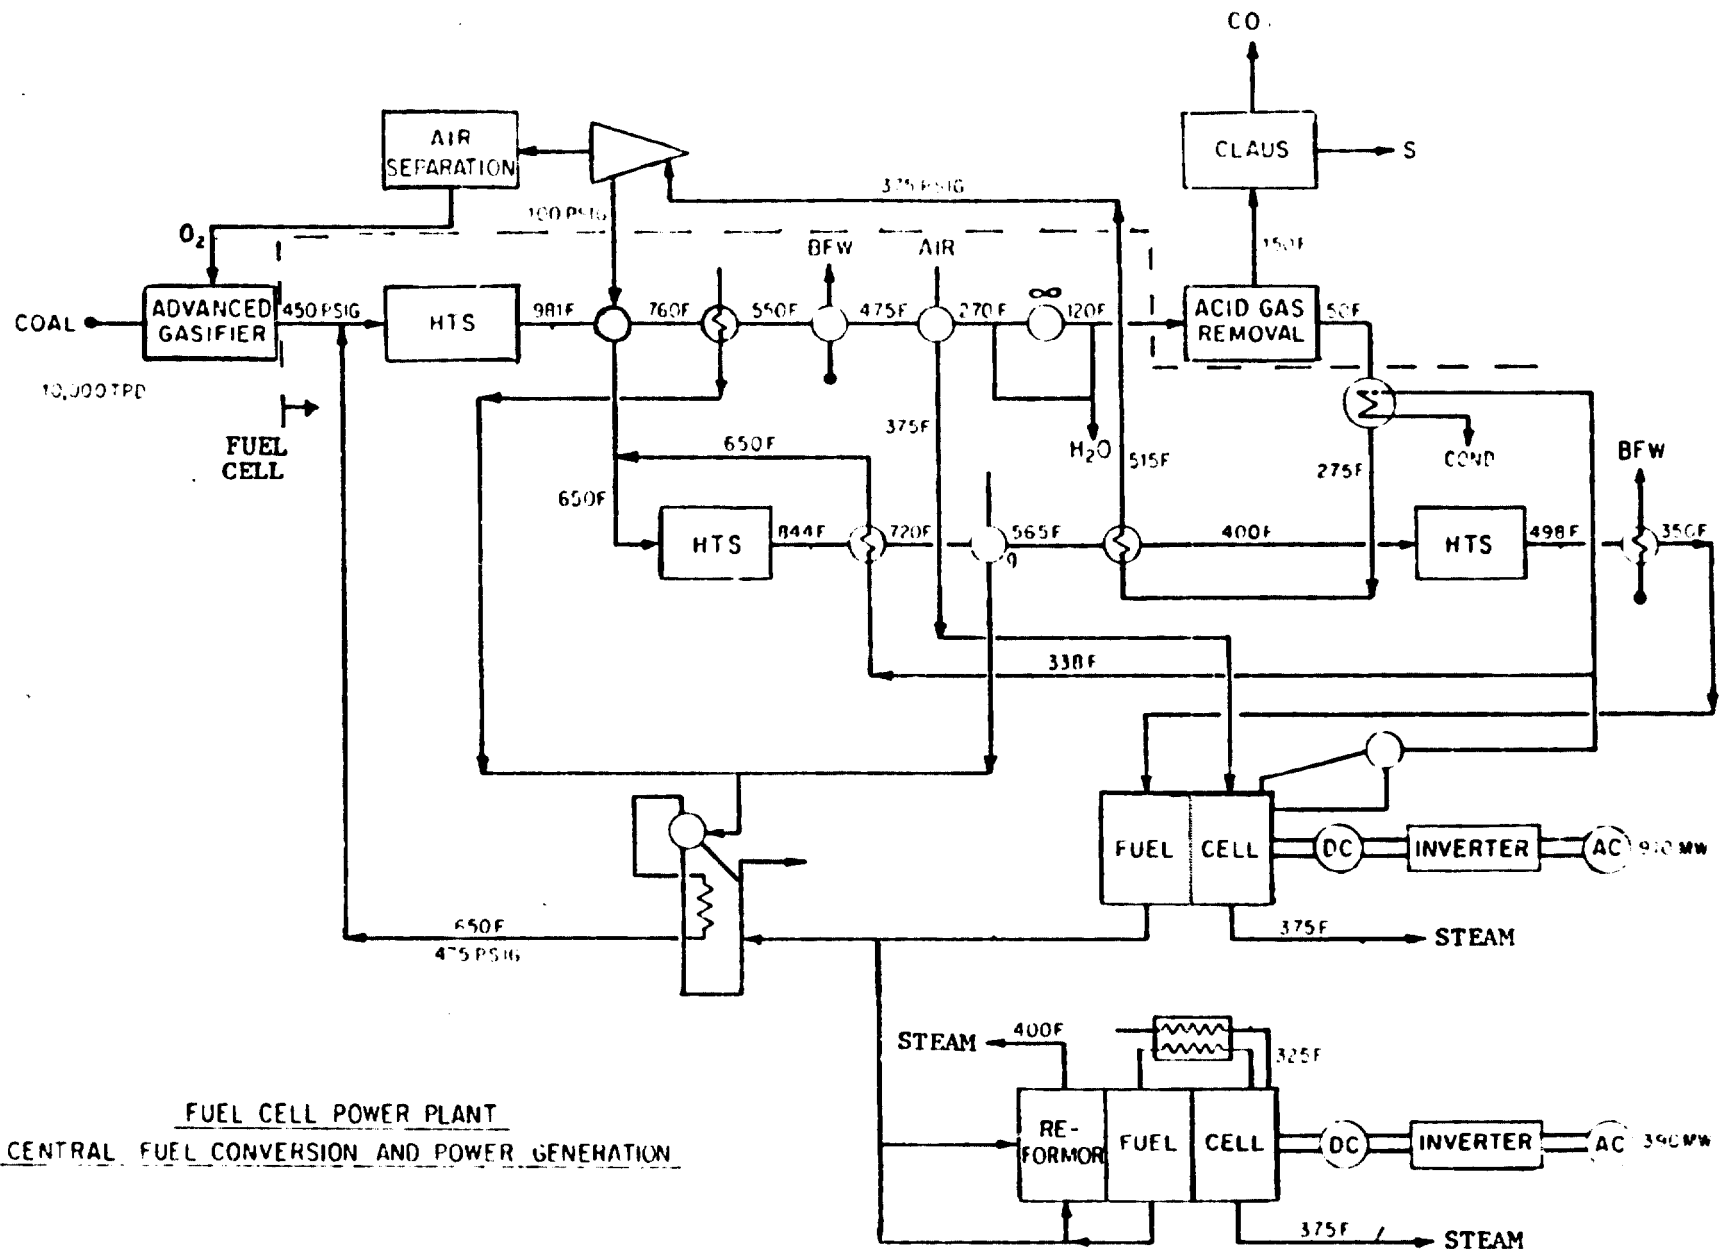 CO
AIR
SEPARATION
CLAUS
S
375 PSIG
100 PSIG
O₂
150F
BFW
AIR
COAL
ADVANCED
GASIFIER
450 PSIG
HTS
981F
760F
550F
475F
270F
120F
ACID GAS
REMOVAL
50F
10,000 TPD
FUEL
CELL
375F
H₂O
515F
275F
COND
BFW
650F
650F
HTS
844F
720F
565F
400F
HTS
498F
350F
338F
FUEL
CELL
DC
INVERTER
AC
MW
650F
475 PSIG
375F
STEAM
STEAM
400F
325F
RE-
FORMOR
FUEL
CELL
DC
INVERTER
AC
MW
375F
STEAM
FUEL CELL POWER PLANT
CENTRAL FUEL CONVERSION AND POWER GENERATION